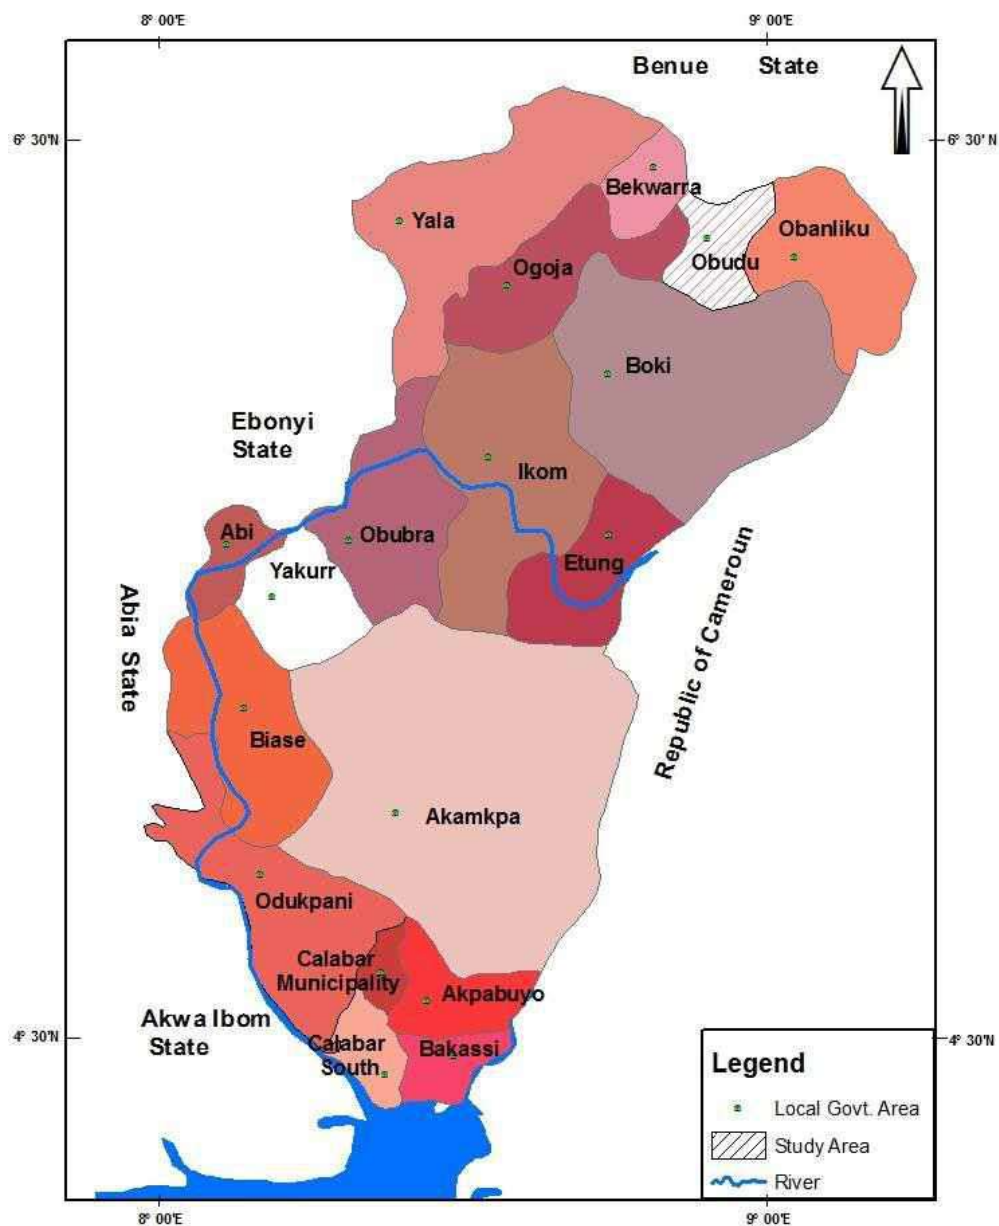 8° 00'E
9° 00'E
Benue State
6° 30'N
6° 30' N
Bekwarra
Yala
Obanliku
Obudu
Ogoja
Boki
Ebonyi
State
Ikom
Abi
Obubra
Etung
Yakurr
Abia State
Republic of Cameroun
Biase
Akamkpa
Odukpani
Calabar
Municipality
Akpabuyo
Akwa Ibom
State
Calabar
South
Bakassi
4° 30'N
4° 30' N
Legend
Local Govt. Area
Study Area
River
8° 00'E
9° 00'E